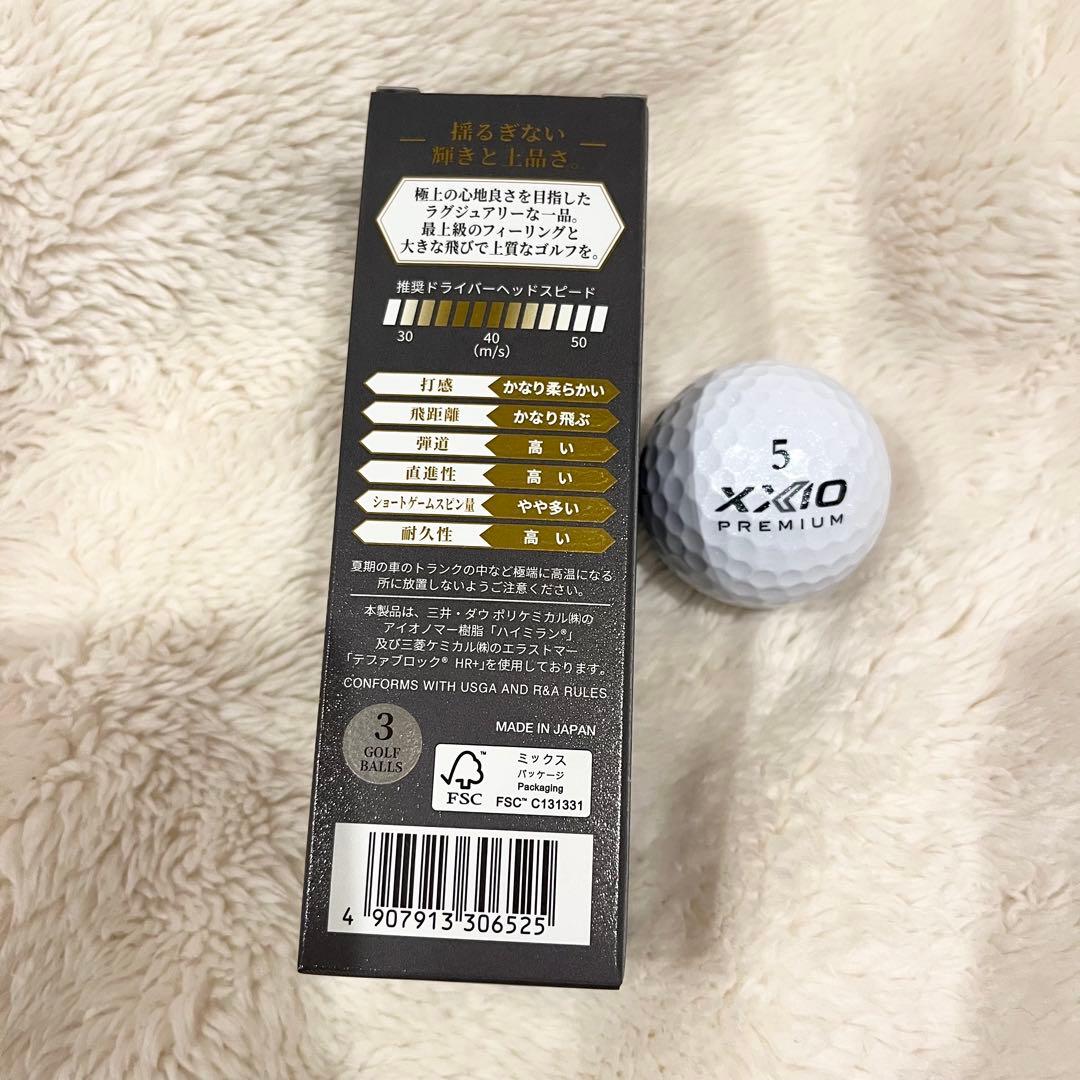 揺るぎない
輝きと上品さ。
極上の心地良さを目指した
ラグジュアリーな一品。
最上級のフィーリングと
大きな飛びで上質なゴルフを。
推奨ドライバーヘッドスピード
30 40 50
(m/s)
打感 かなり柔らかい
飛距離 かなり飛ぶ
弾道 高い
直進性 高い
ショートゲームスピン量 やや多い
耐久性 高い
夏期の車のトランクの中など極端に高温になる
所に放置しないようご注意ください。
本製品は、三井・ダウ ポリケミカル㈱の
アイオノマー樹脂「ハイミラン®」
及び三菱ケミカル㈱のエラストマー
「テファブロック® HR+」を使用しております。
CONFORMS WITH USGA AND R&A RULES
3
GOLF
BALLS
MADE IN JAPAN
FSC™
ミックス
パッケージ
Packaging
FSC™ C131331
4 907913 306525
5
XXIO
PREMIUM